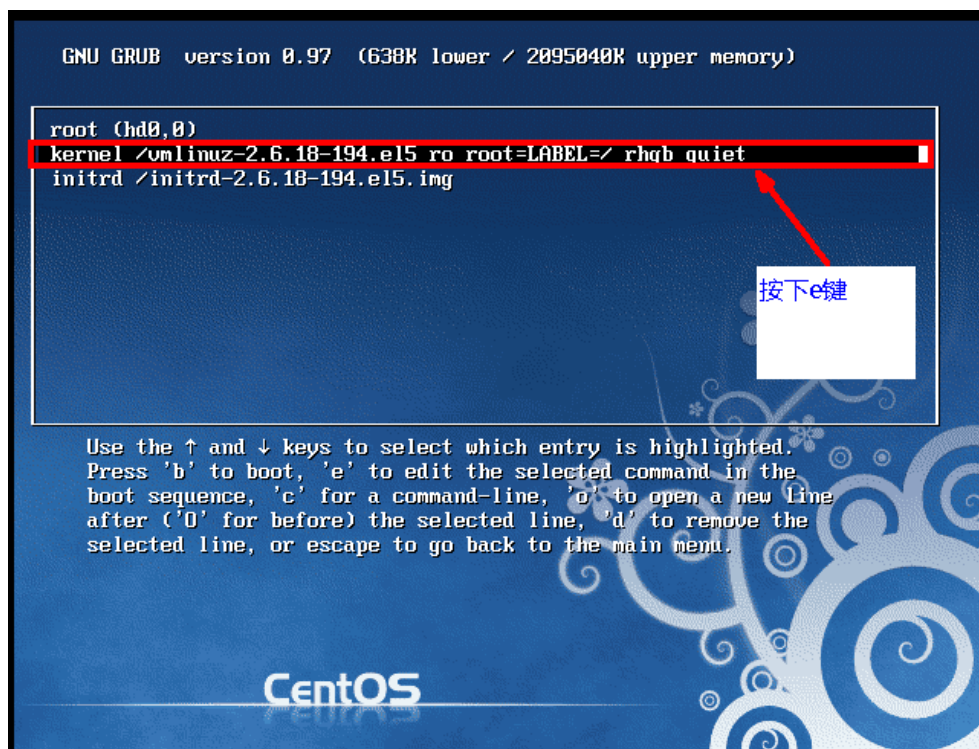 GNU GRUB version 0.97 (638K lower / 2095040K upper memory)
root (hd0,0)
kernel /vmlinuz-2.6.18-194.el5 ro root=LABEL=/ rhgb quiet
initrd /initrd-2.6.18-194.el5.img
按下e键
Use the ↑ and ↓ keys to select which entry is highlighted.
Press 'b' to boot, 'e' to edit the selected command in the
boot sequence, 'c' for a command-line, 'o' to open a new line
after ('O' for before) the selected line, 'd' to remove the
selected line, or escape to go back to the main menu.
CentOS